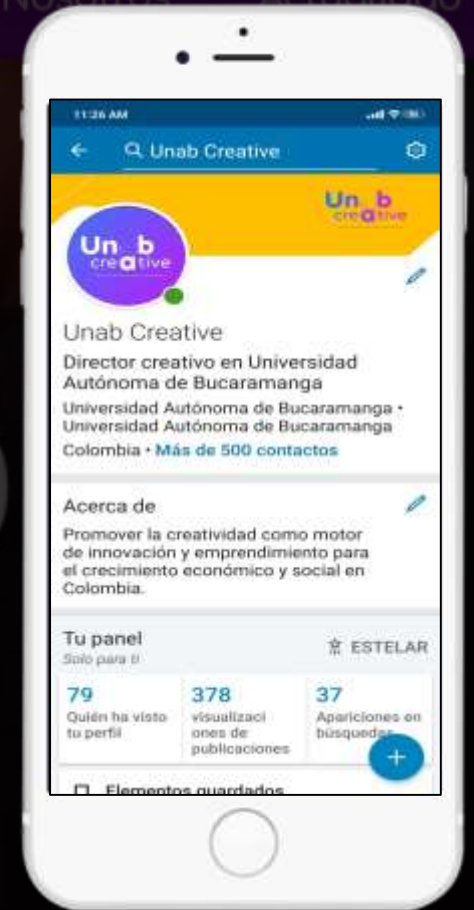 Nosotros
11:26 AM
Unab Creative
Un b
creative
Un b
creative
Unab Creative
Director creativo en Universidad
Autónoma de Bucaramanga
Universidad Autónoma de Bucaramanga •
Universidad Autónoma de Bucaramanga
Colombia • Más de 500 contactos
Acerca de
Promover la creatividad como motor
de innovación y emprendimiento para
el crecimiento económico y social en
Colombia.
Tu panel
Solo para ti
ESTELAR
79
378
37
Quién ha visto
tu perfil
visualizaci
ones de
publicaciones
Apariciones en
búsquedas
Elementos guardados